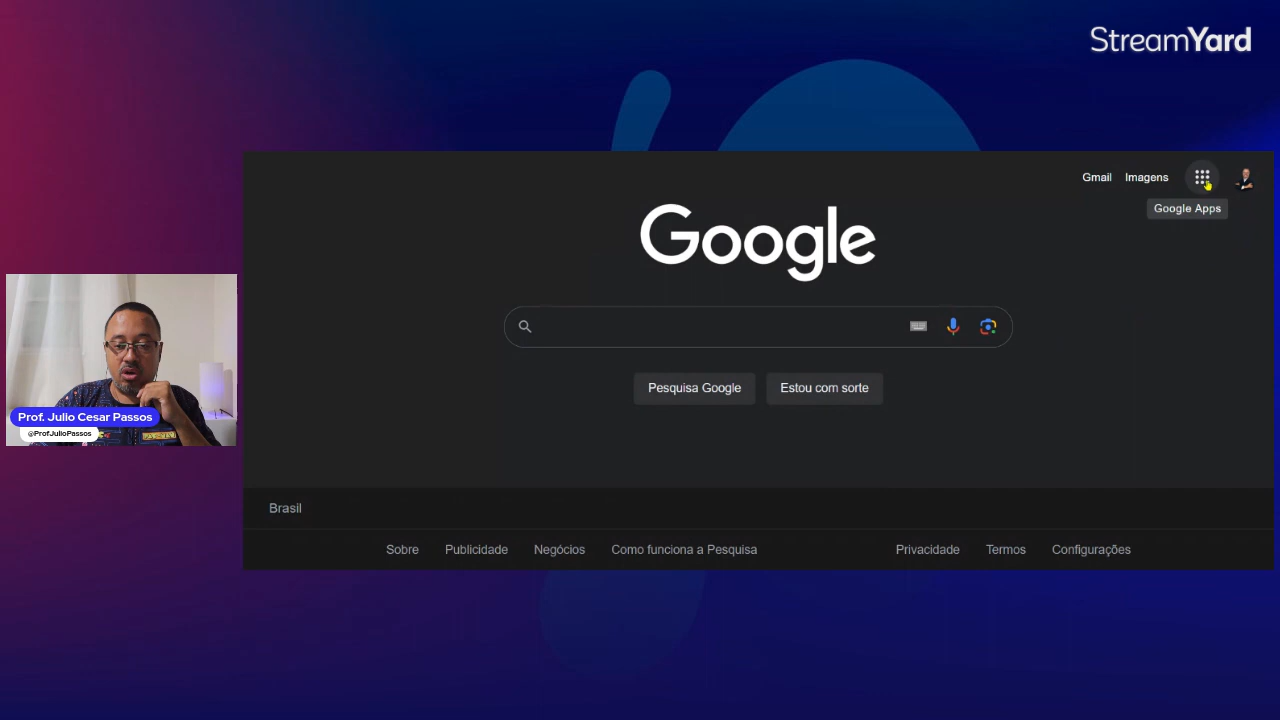 StreamYard
Gmail
Imagens
Google Apps
Google
Pesquisa Google
Estou com sorte
Prof. Julio Cesar Passos
@ProfJulioPassos
Brasil
Sobre
Publicidade
Negócios
Como funciona a Pesquisa
Privacidade
Termos
Configurações